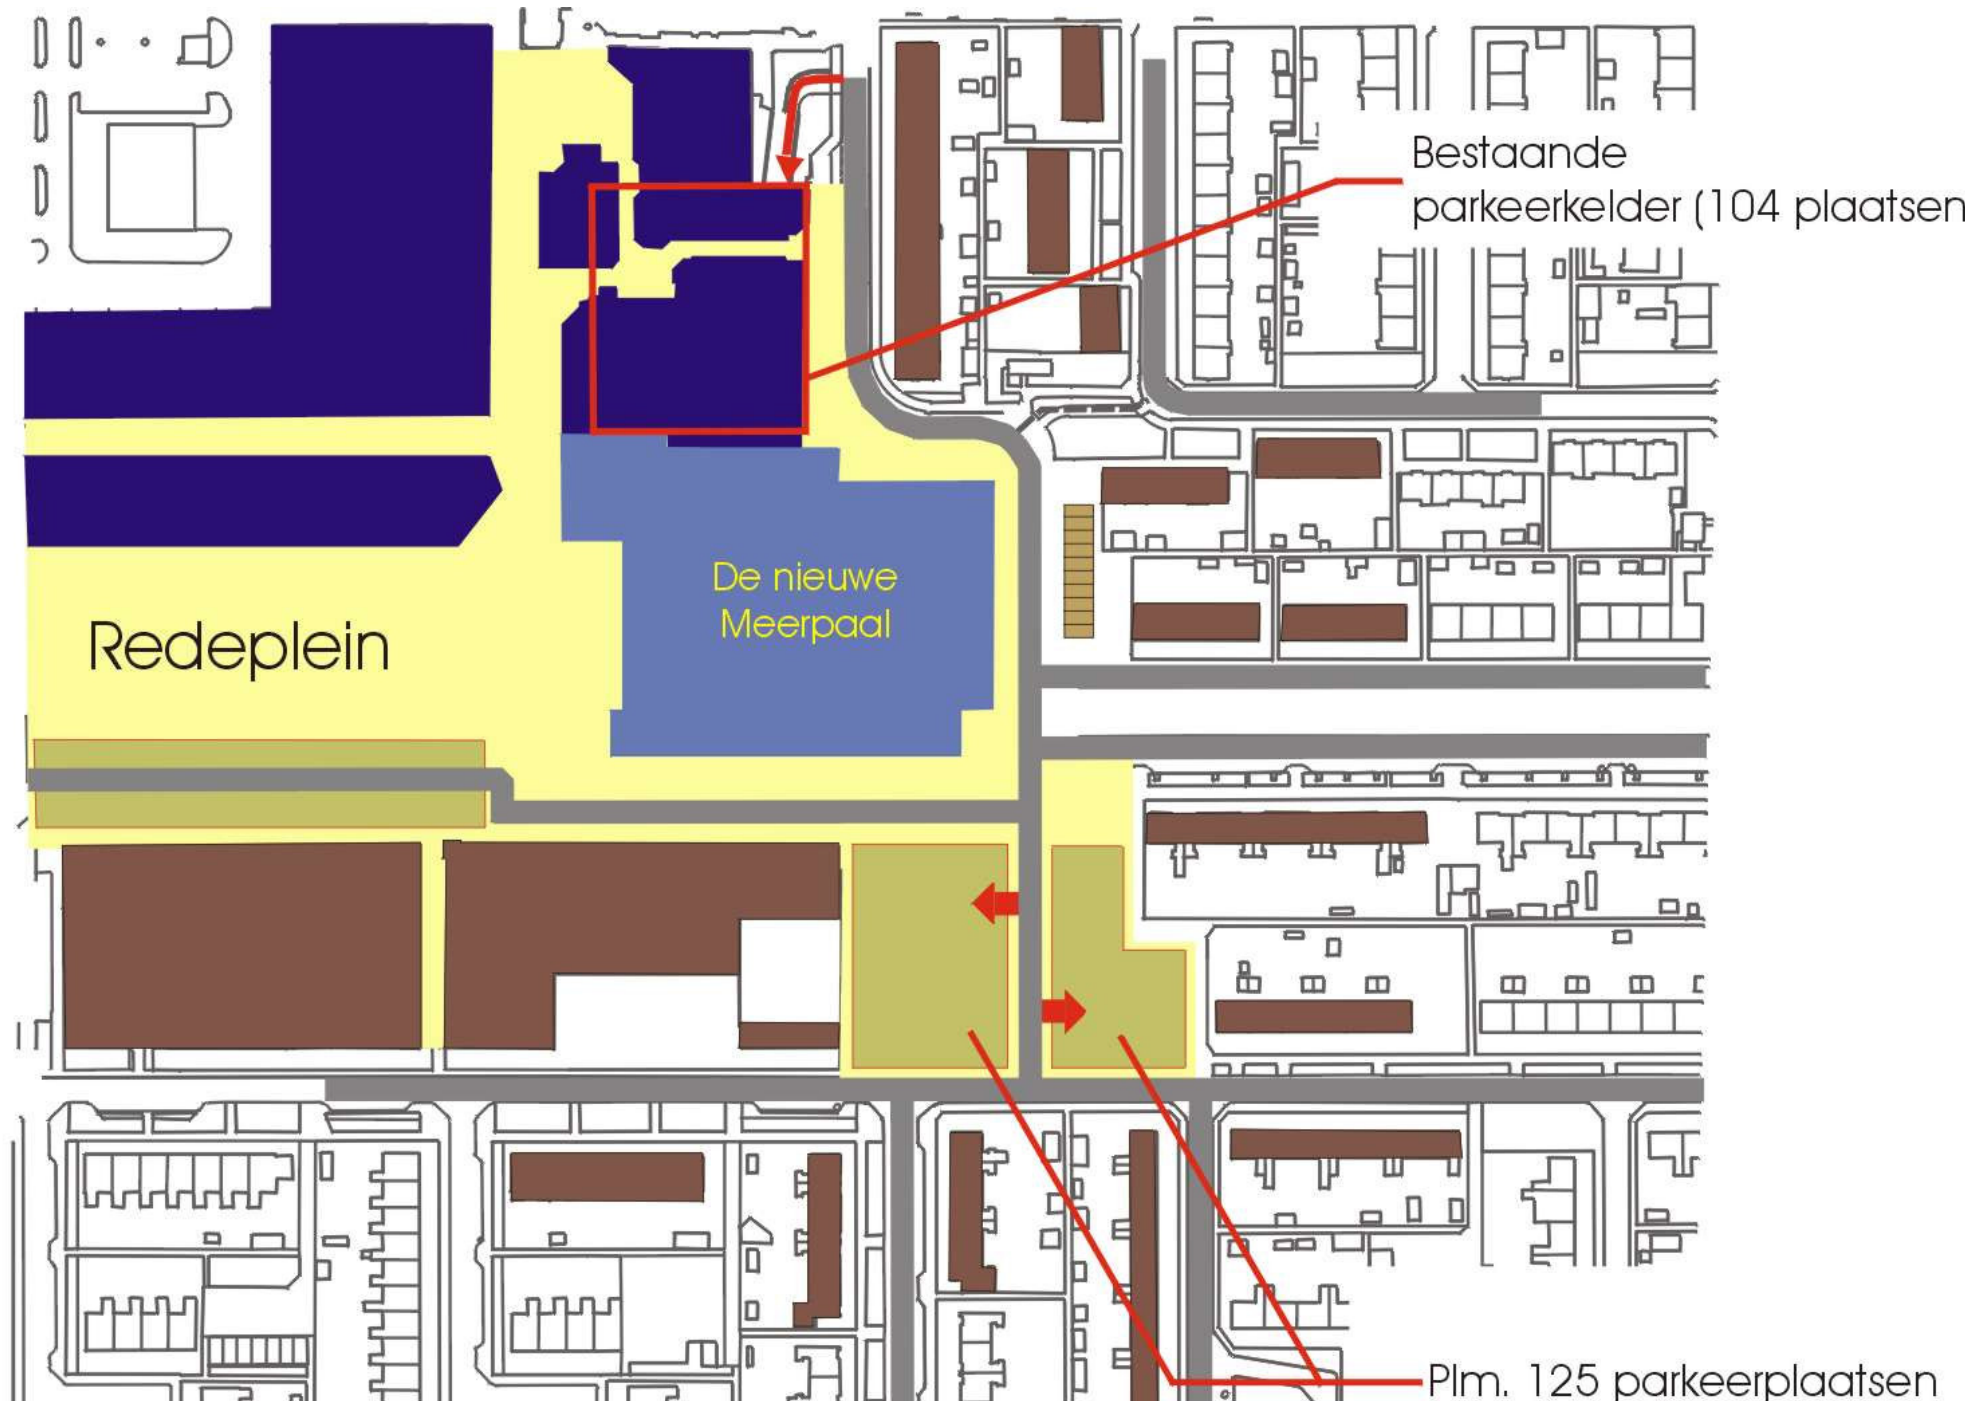 Bestaande
parkeerkelder (104 plaatsen
De nieuwe
Meerpaal
Redeplein
Plm. 125 parkeerplaatsen